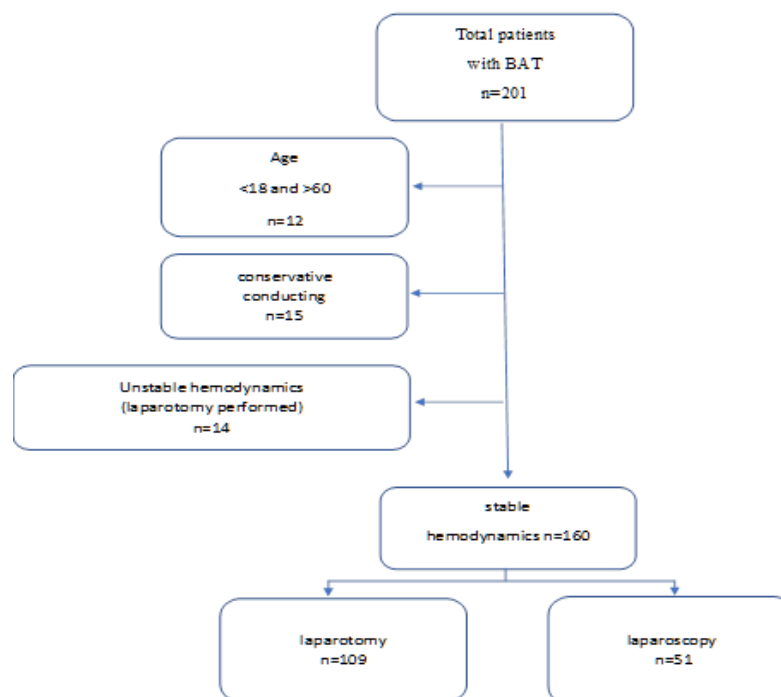 Total patients
with BAT
n=201
Age
<18 and >60
n=12
conservative
conducting
n=15
Unstable hemodynamics
(laparotomy performed)
n=14
stable
hemodynamics n=160
laparotomy
n=109
laparoscopy
n=51